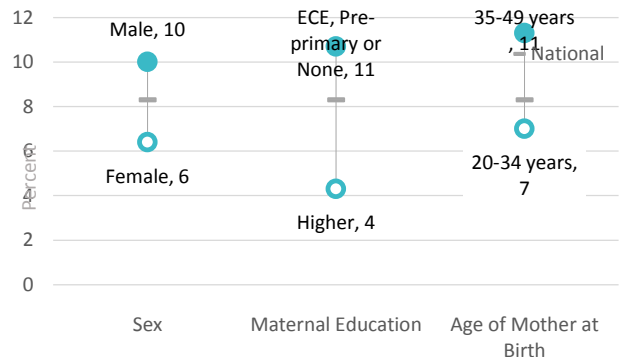 12
10
8
6
4
2
0
Percent
Male, 10
Female, 6
ECE, Pre-
primary or
None, 11
Higher, 4
35-49 years
, 11
National
20-34 years,
7
Sex
Maternal Education
Age of Mother at
Birth